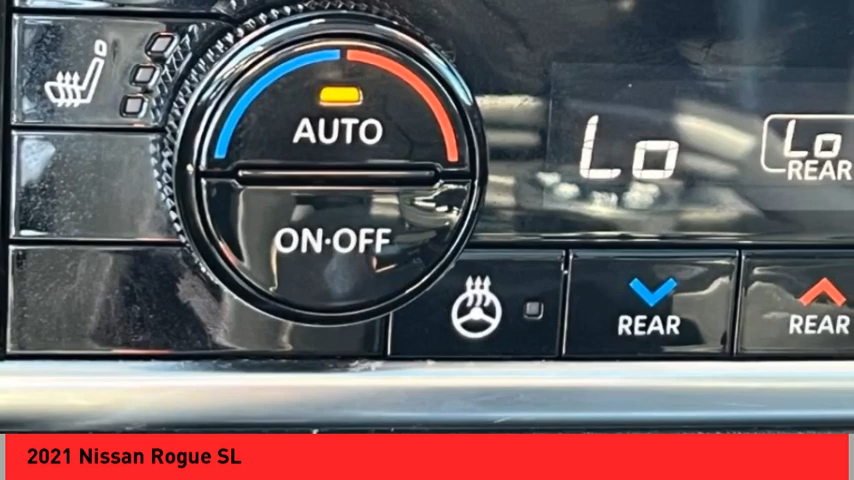 AUTO
ON·OFF
Lo
Lo
REAR
REAR
REAR
2021 Nissan Rogue SL